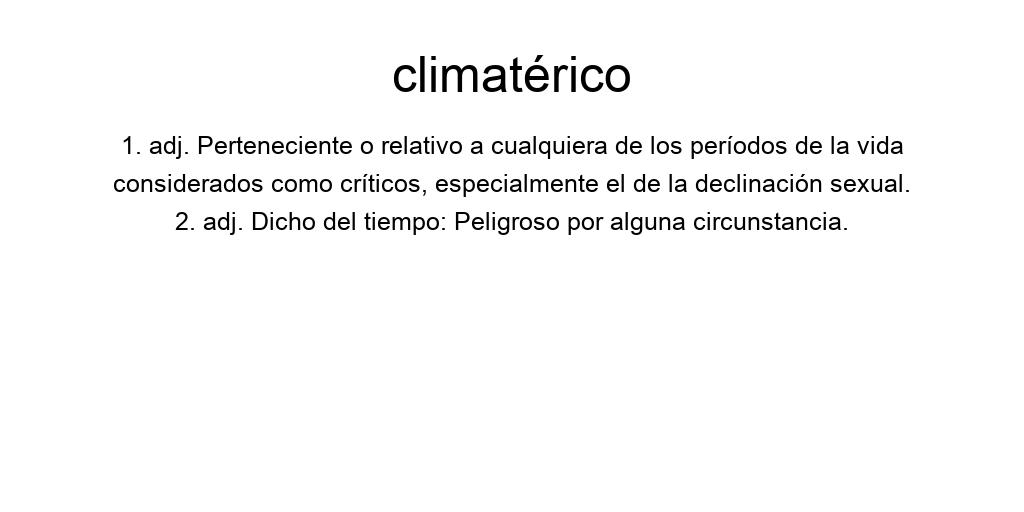 climatérico
1. adj. Perteneciente o relativo a cualquiera de los períodos de la vida
considerados como críticos, especialmente el de la declinación sexual.
2. adj. Dicho del tiempo: Peligroso por alguna circunstancia.